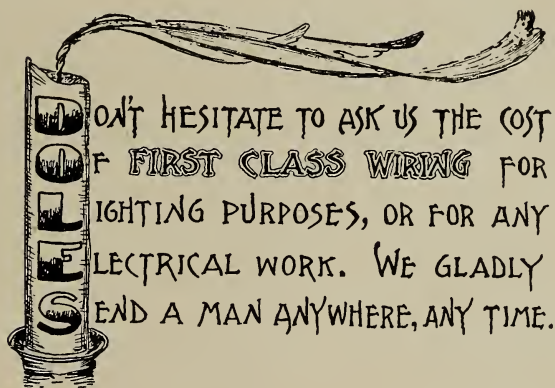 DON'T HESITATE TO ASK US THE COST
OF FIRST CLASS WIRING FOR
LIGHTING PURPOSES, OR FOR ANY
ELECTRICAL WORK. WE GLADLY
SEND A MAN ANYWHERE, ANY TIME.